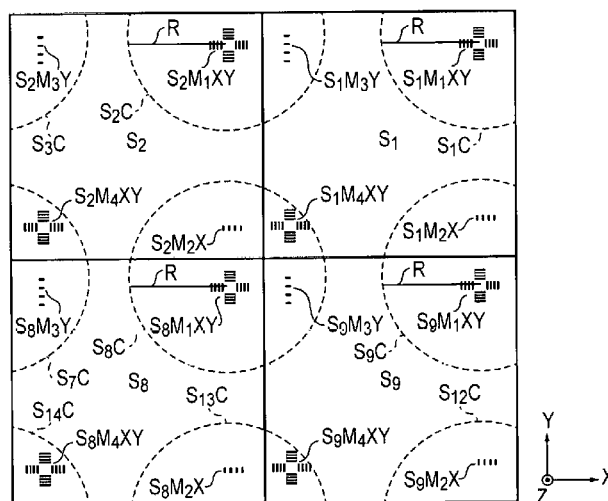 R R
S2M3Y S2M1XY S1M3Y S1M1XY
S2C
S3C S2 S1 S1C
S2M4XY S1M4XY
S2M2X S1M2X
R R
S8M3Y S8M1XY S9M3Y S9M1XY
S8C S9C
S7C S8 S9
S14C S13C S12C
S8M4XY S9M4XY
S8M2X S9M2X
Y
X
Z